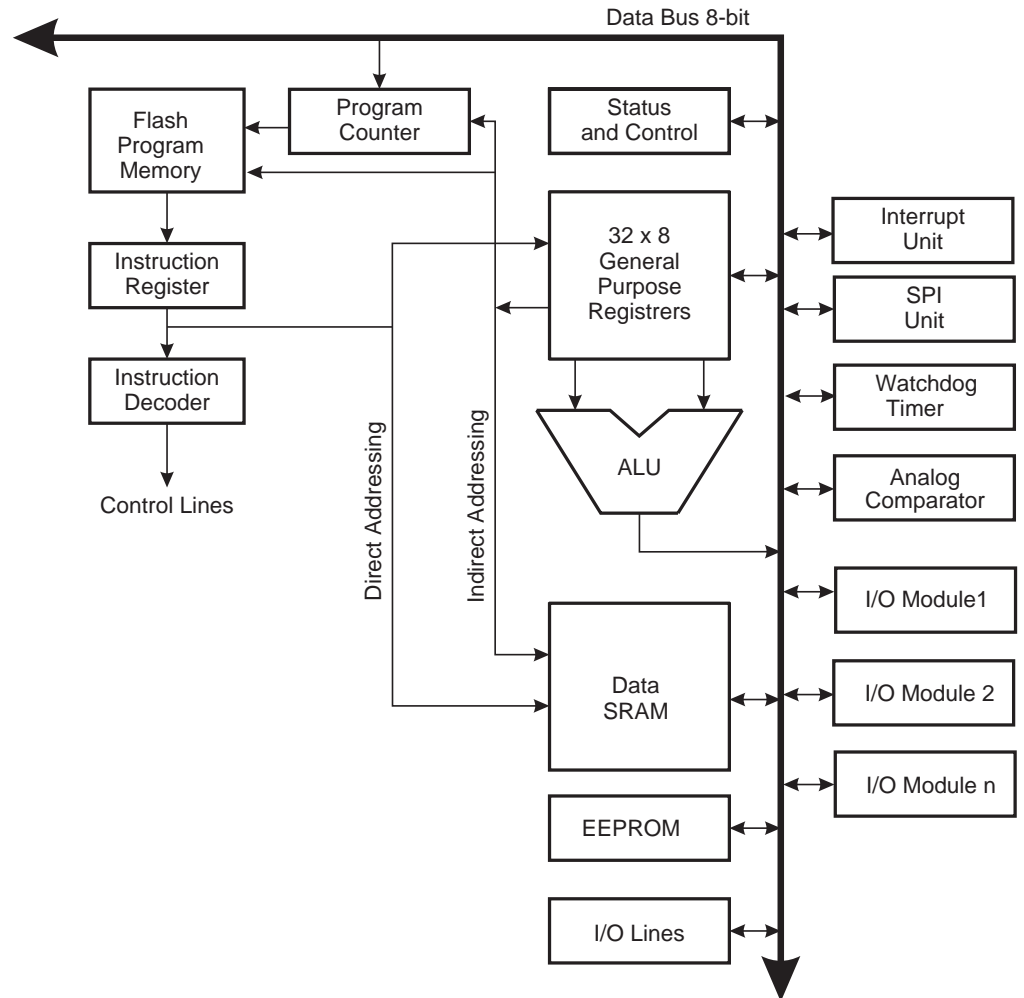 Data Bus 8-bit
Flash
Program
Memory
Program
Counter
Status
and Control
Interrupt
Unit
32 x 8
General
Purpose
Registrers
Instruction
Register
SPI
Unit
Instruction
Decoder
Watchdog
Timer
ALU
Analog
Comparator
Control Lines
Direct Addressing
Indirect Addressing
I/O Module1
Data
SRAM
I/O Module 2
I/O Module n
EEPROM
I/O Lines